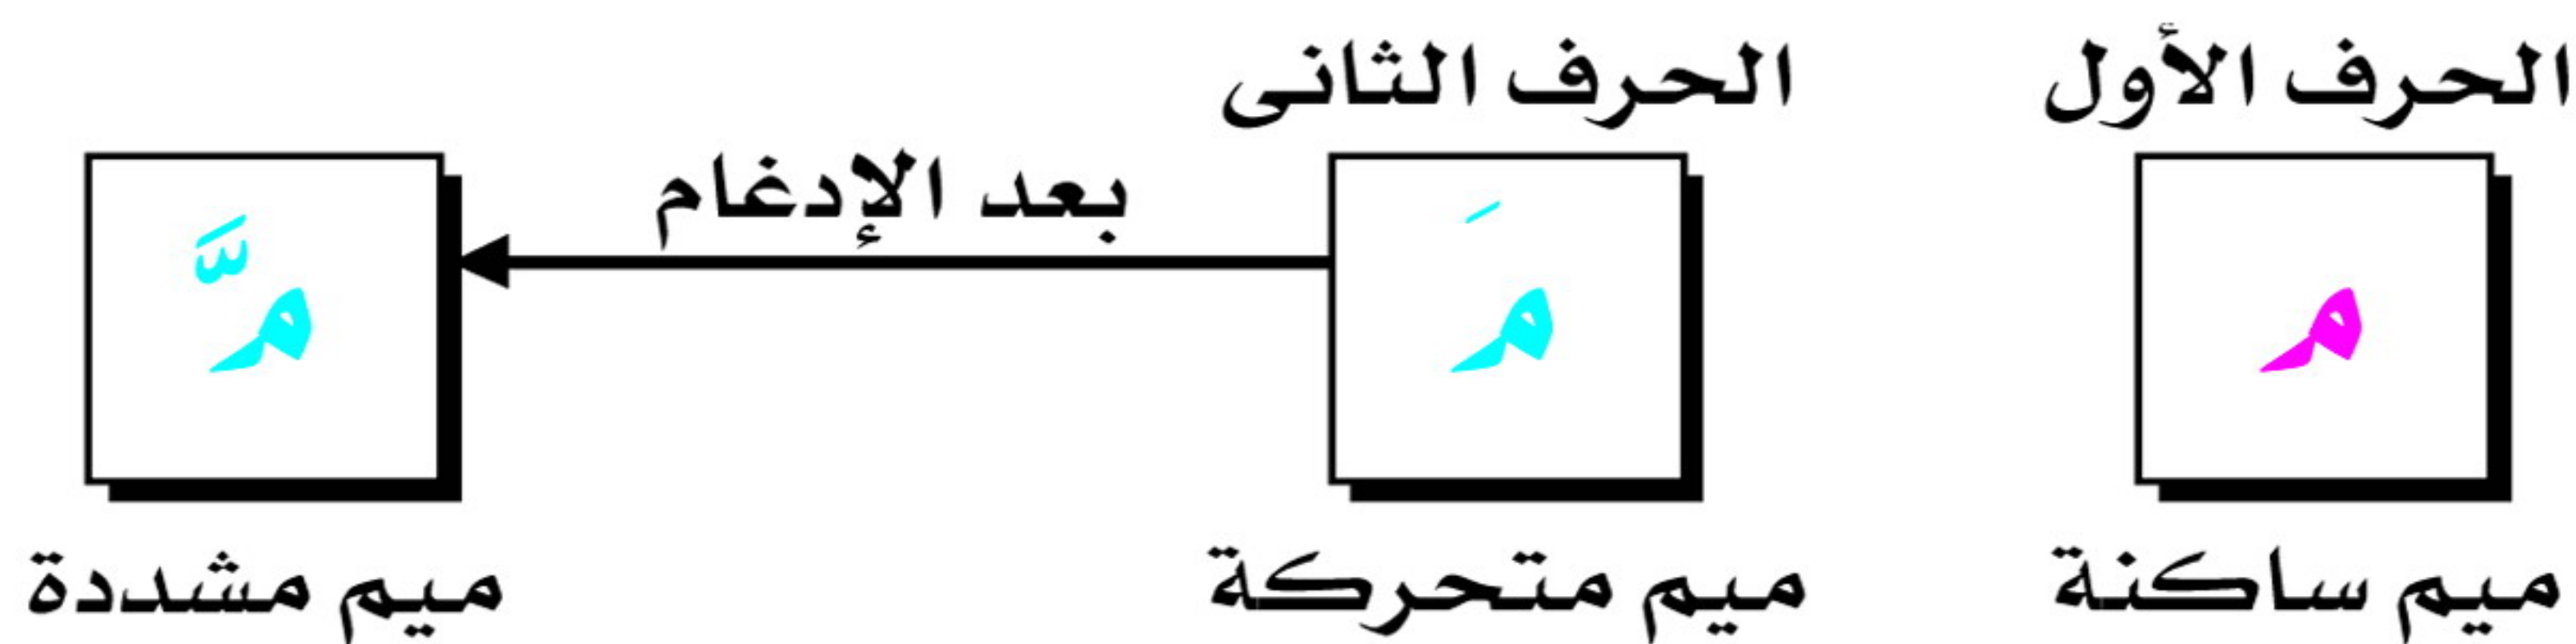 الحرف الأول
الحرف الثانى
بعد الإدغام
م
مَ
مَّ
ميم ساكنة
ميم متحركة
ميم مشددة